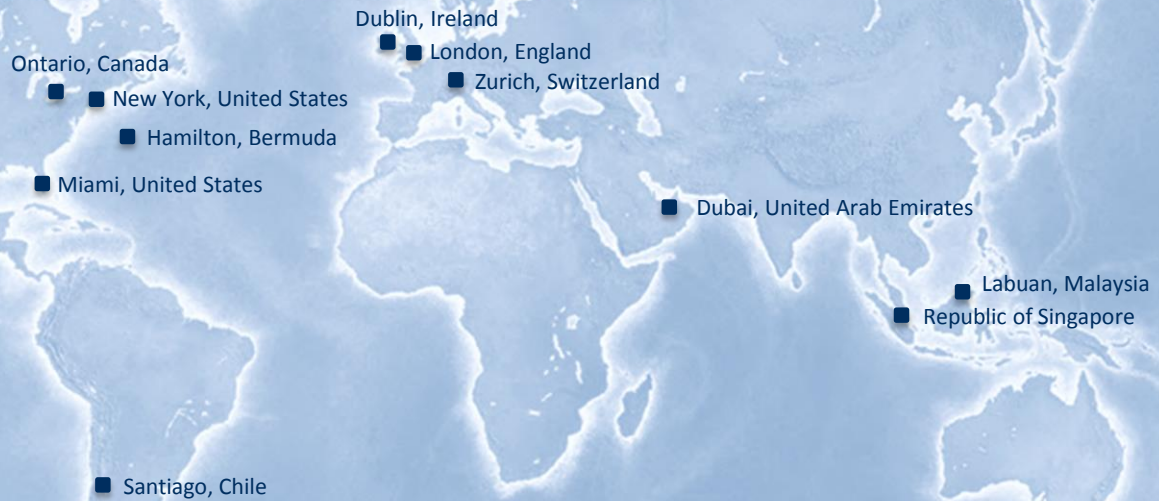 Dublin, Ireland
London, England
Ontario, Canada
Zurich, Switzerland
New York, United States
Hamilton, Bermuda
Miami, United States
Dubai, United Arab Emirates
Labuan, Malaysia
Republic of Singapore
Santiago, Chile